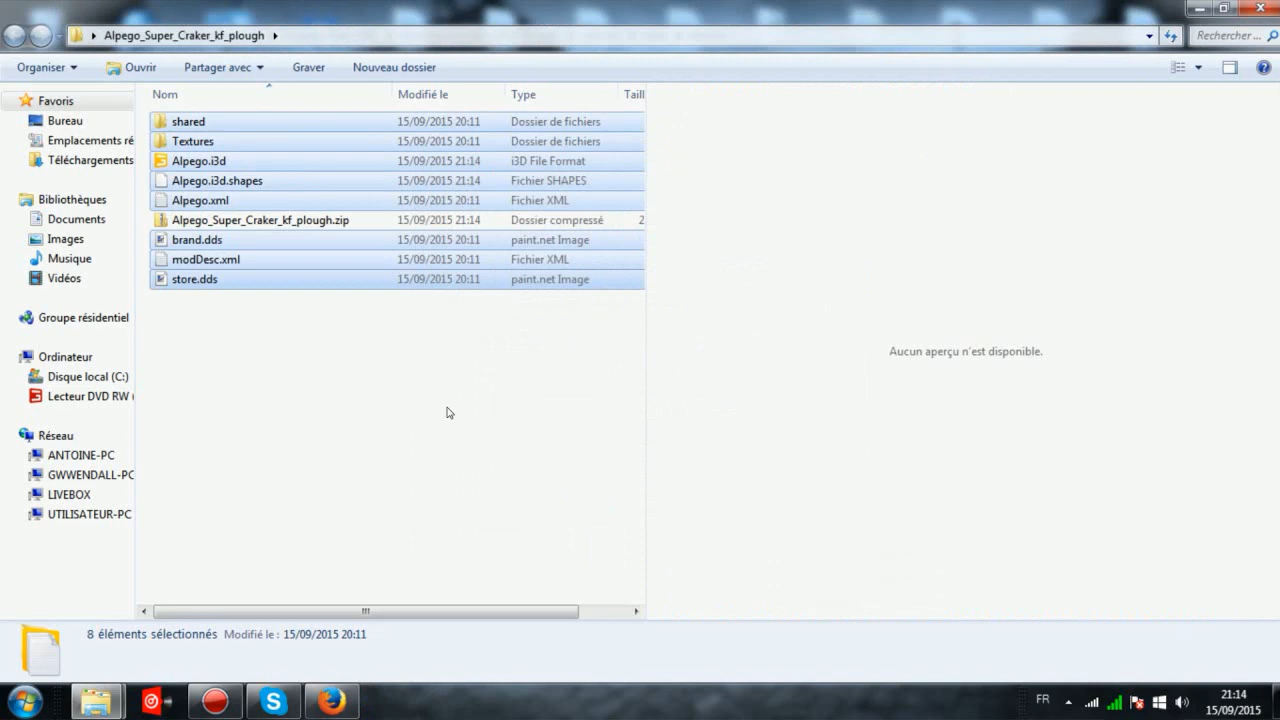 Alpego_Super_Craker_kf_plough
Rechercher ...
Organiser Ouvrir Partager avec Graver Nouveau dossier
Nom Modifié le Type Taill
Favoris
Bureau
Emplacements ré
Téléchargements
Bibliothèques
Documents
Images
Musique
Vidéos
Groupe résidentiel
Ordinateur
Disque local (C:)
Lecteur DVD RW (
Réseau
ANTOINE-PC
GWWENDALL-PC
LIVEBOX
UTILISATEUR-PC
shared 15/09/2015 20:11 Dossier de fichiers
Textures 15/09/2015 20:11 Dossier de fichiers
Alpego.i3d 15/09/2015 21:14 i3D File Format
Alpego.i3d.shapes 15/09/2015 21:14 Fichier SHAPES
Alpego.xml 15/09/2015 20:11 Fichier XML
Alpego_Super_Craker_kf_plough.zip 15/09/2015 21:14 Dossier compressé 2
brand.dds 15/09/2015 20:11 paint.net Image
modDesc.xml 15/09/2015 20:11 Fichier XML
store.dds 15/09/2015 20:11 paint.net Image
Aucun aperçu n'est disponible.
8 éléments sélectionnés Modifié le : 15/09/2015 20:11
FR
21:14
15/09/2015